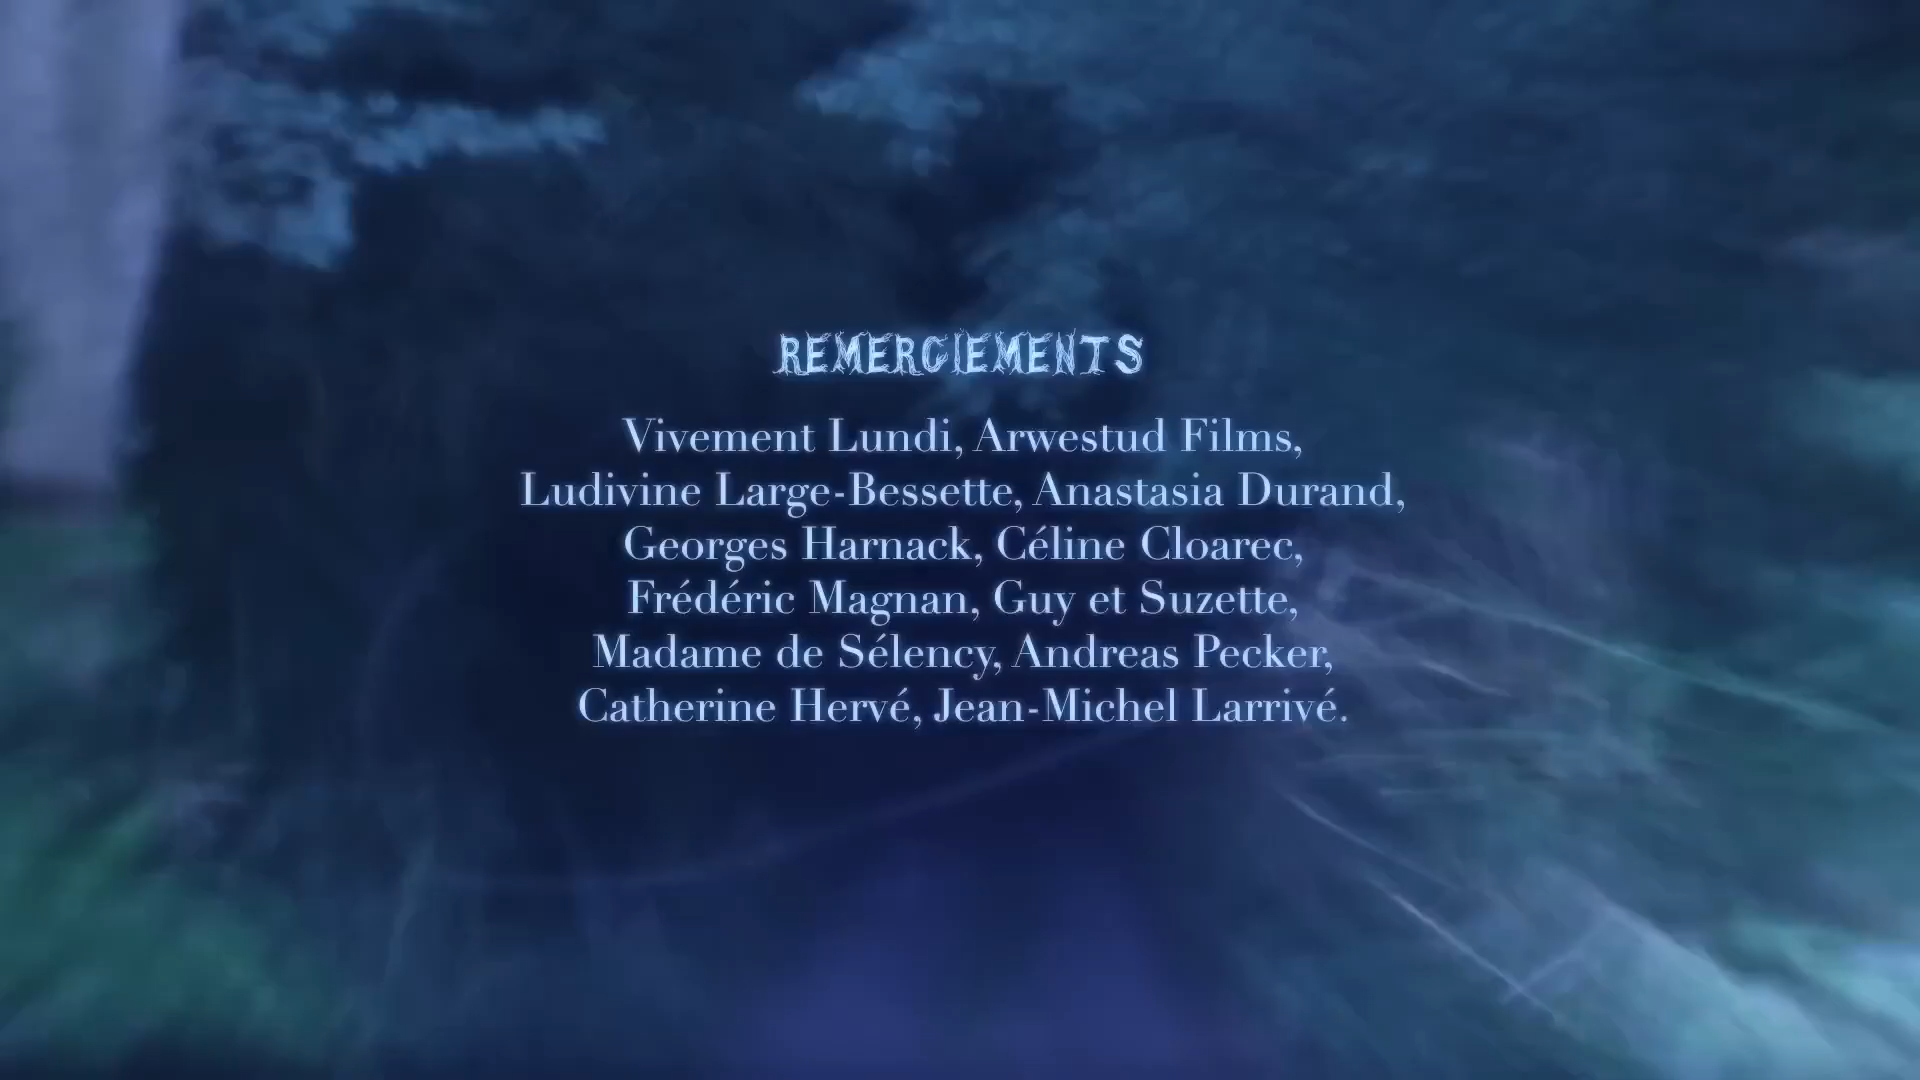 REMERCIEMENTS
Vivement Lundi, Arwestud Films,
Ludivine Large-Bessette, Anastasia Durand,
Georges Harnack, Céline Cloarec,
Frédéric Magnan, Guy et Suzette,
Madame de Sélency, Andreas Pecker,
Catherine Hervé, Jean-Michel Larrivé.